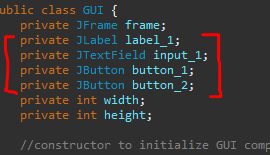 public class GUI {
private JFrame frame;
private JLabel label_1;
private JTextField input_1;
private JButton button_1;
private JButton button_2;
private int width;
private int height;
//constructor to initialize GUI comp